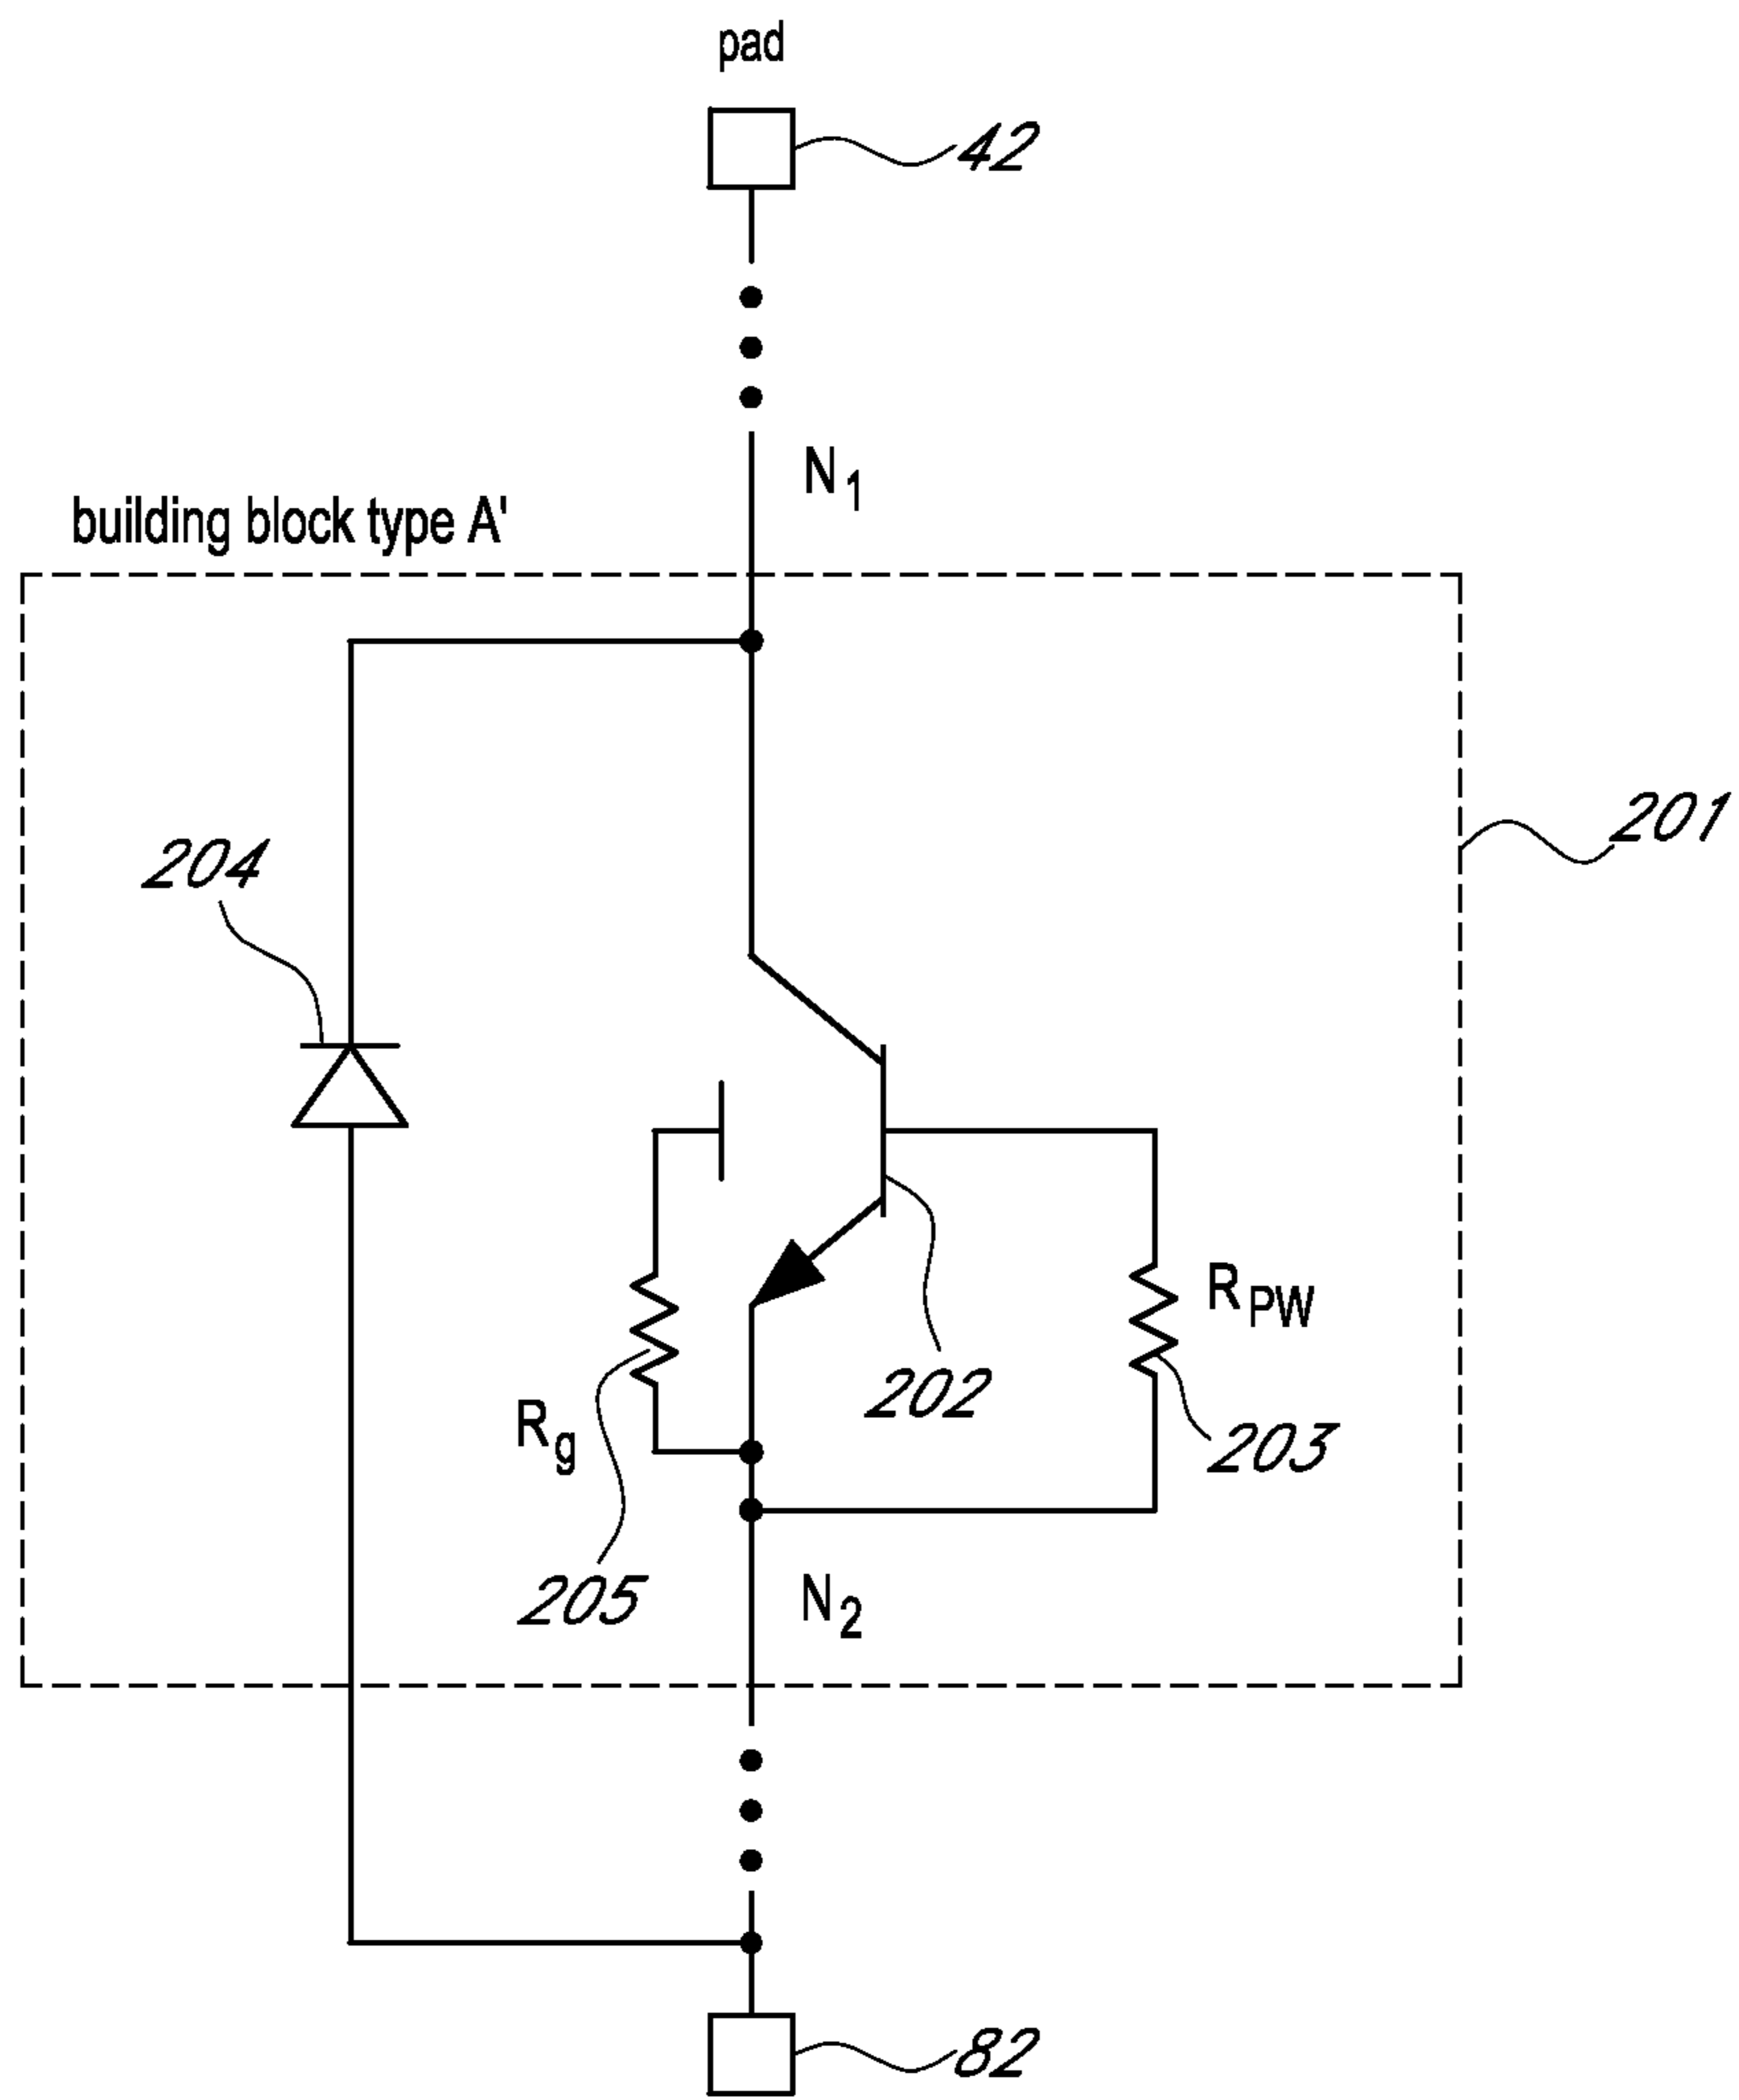 pad
42
N1
building block type A'
201
204
RPW
202
Rg
203
205
N2
82